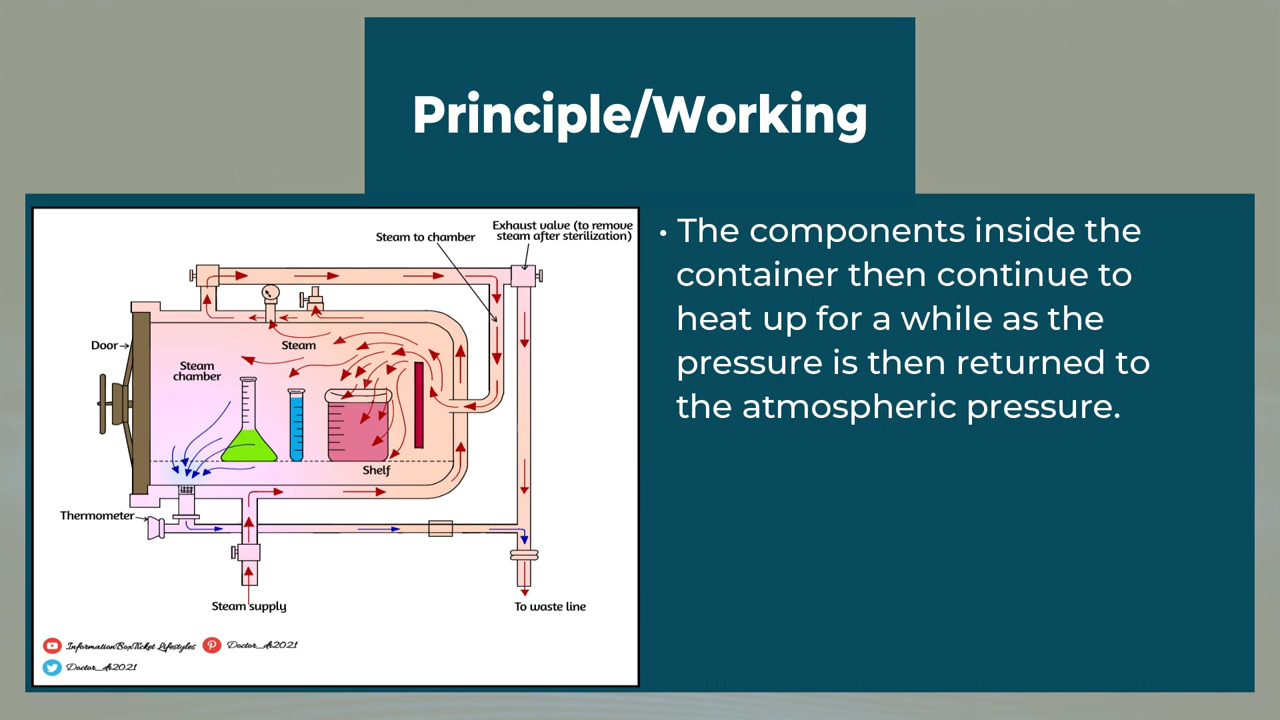 Principle/Working
Exhaust valve (to remove
steam after sterilization)
Steam to chamber
Door
Steam
Steam
chamber
Shelf
Thermometer
Steam supply
To waste line
InformationBoxTicket Lifestyles
Doctor_dr2021
Doctor_dr2021
• The components inside the
container then continue to
heat up for a while as the
pressure is then returned to
the atmospheric pressure.